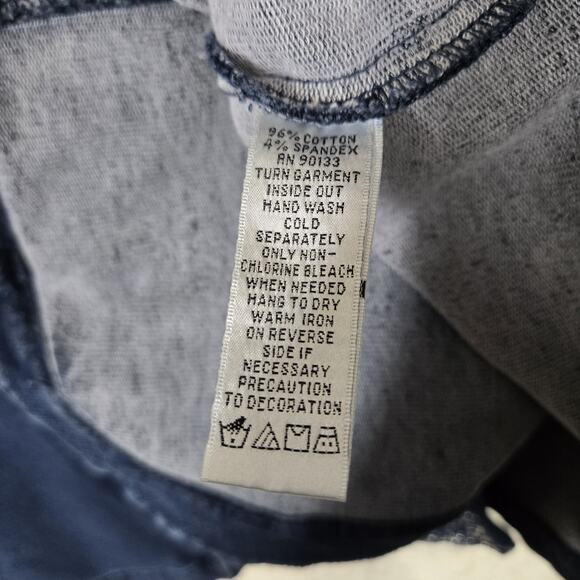 96% COTTON
4% SPANDEX
RN 90133
TURN GARMENT
INSIDE OUT
HAND WASH
COLD
SEPARATELY
ONLY NON-
CHLORINE BLEACH
WHEN NEEDED
HANG TO DRY
WARM IRON
ON REVERSE
SIDE IF
NECESSARY
PRECAUTION
TO DECORATION